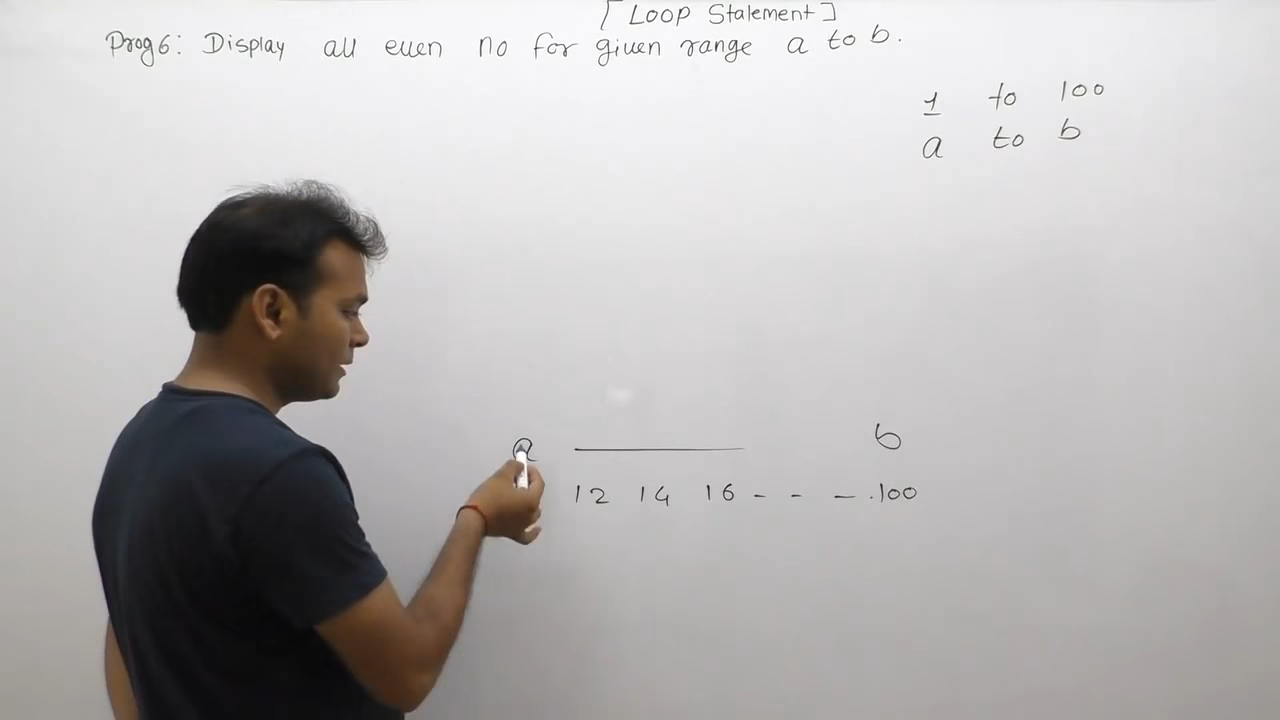 [Loop Statement]
Prog6: Display all even no for given range a to b.
1 to 100
a to b
a b
12 14 16 - - - .100